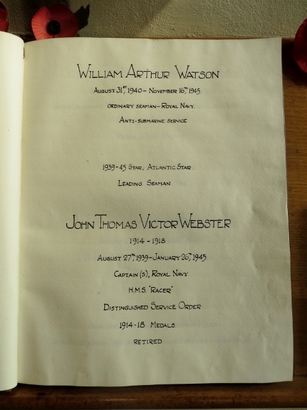 William Arthur Watson
August 31st 1940 – November 16th 1945
Ordinary Seaman – Royal Navy
Anti-Submarine Service
1939-45 Star, Atlantic Star
Leading Seaman
John Thomas Victor Webster
1914 – 1918
August 27th 1939 – January 26th, 1945
Captain (S), Royal Navy
H.M.S. "Racer"
Distinguished Service Order
1914-18 Medals
Retired